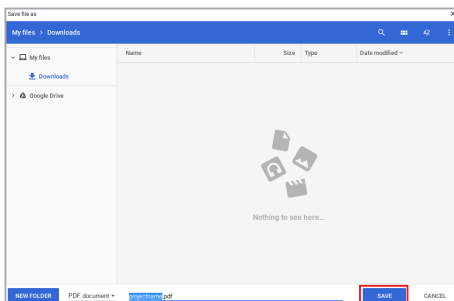 Save file as
My files > Downloads
My files
Name Size Type Date modified
Downloads
Google Drive
Nothing to see here...
NEW FOLDER PDF document projectname.pdf SAVE CANCEL